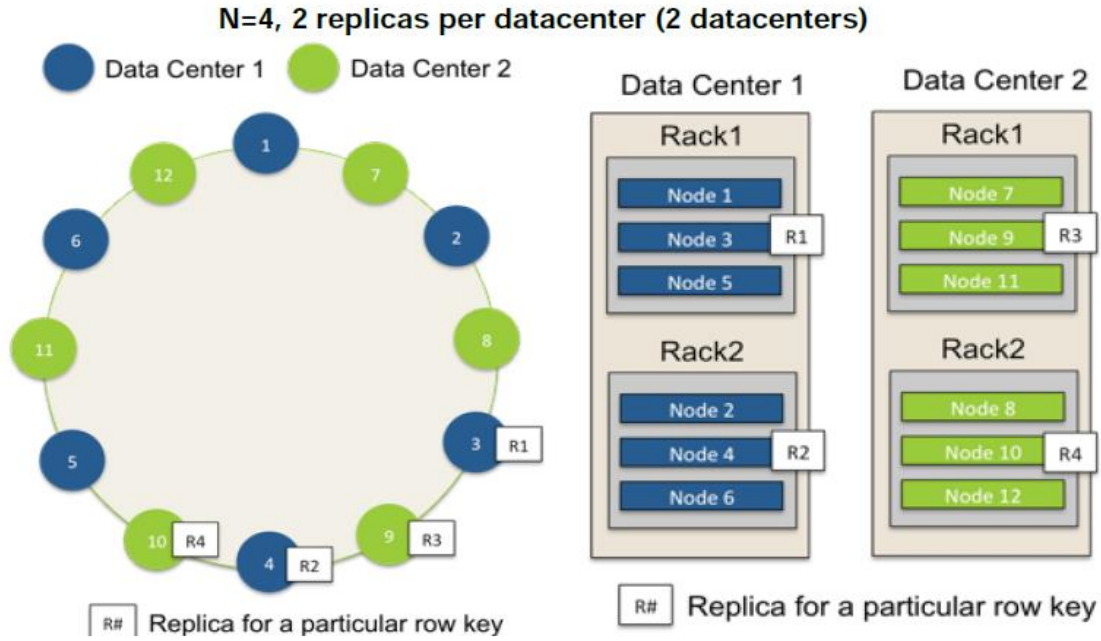 N=4, 2 replicas per datacenter (2 datacenters)
Data Center 1
Data Center 2
1
7
2
8
3
R1
9
R3
4
R2
10
R4
5
11
6
12
R# Replica for a particular row key
Data Center 1
Rack1
Node 1
Node 3
R1
Node 5
Rack2
Node 2
Node 4
R2
Node 6
Data Center 2
Rack1
Node 7
Node 9
R3
Node 11
Rack2
Node 8
Node 10
R4
Node 12
R# Replica for a particular row key